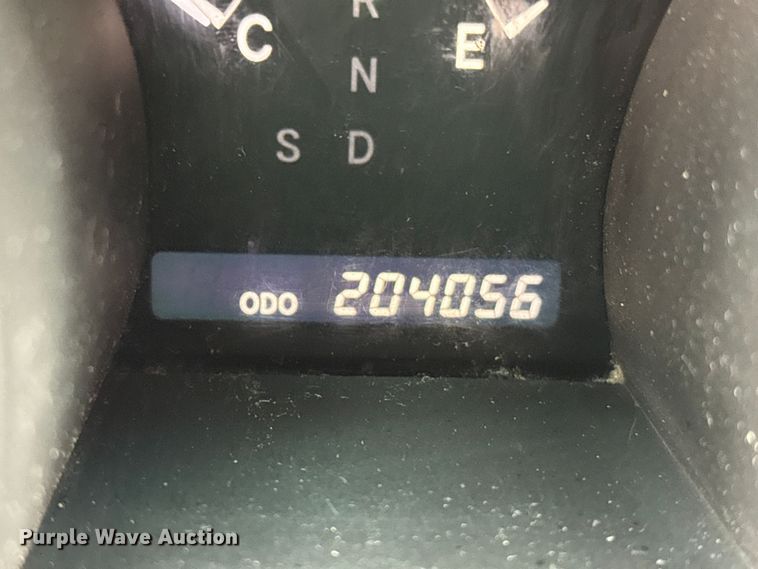 R
C
E
N
S D
ODO 204056
Purple Wave Auction